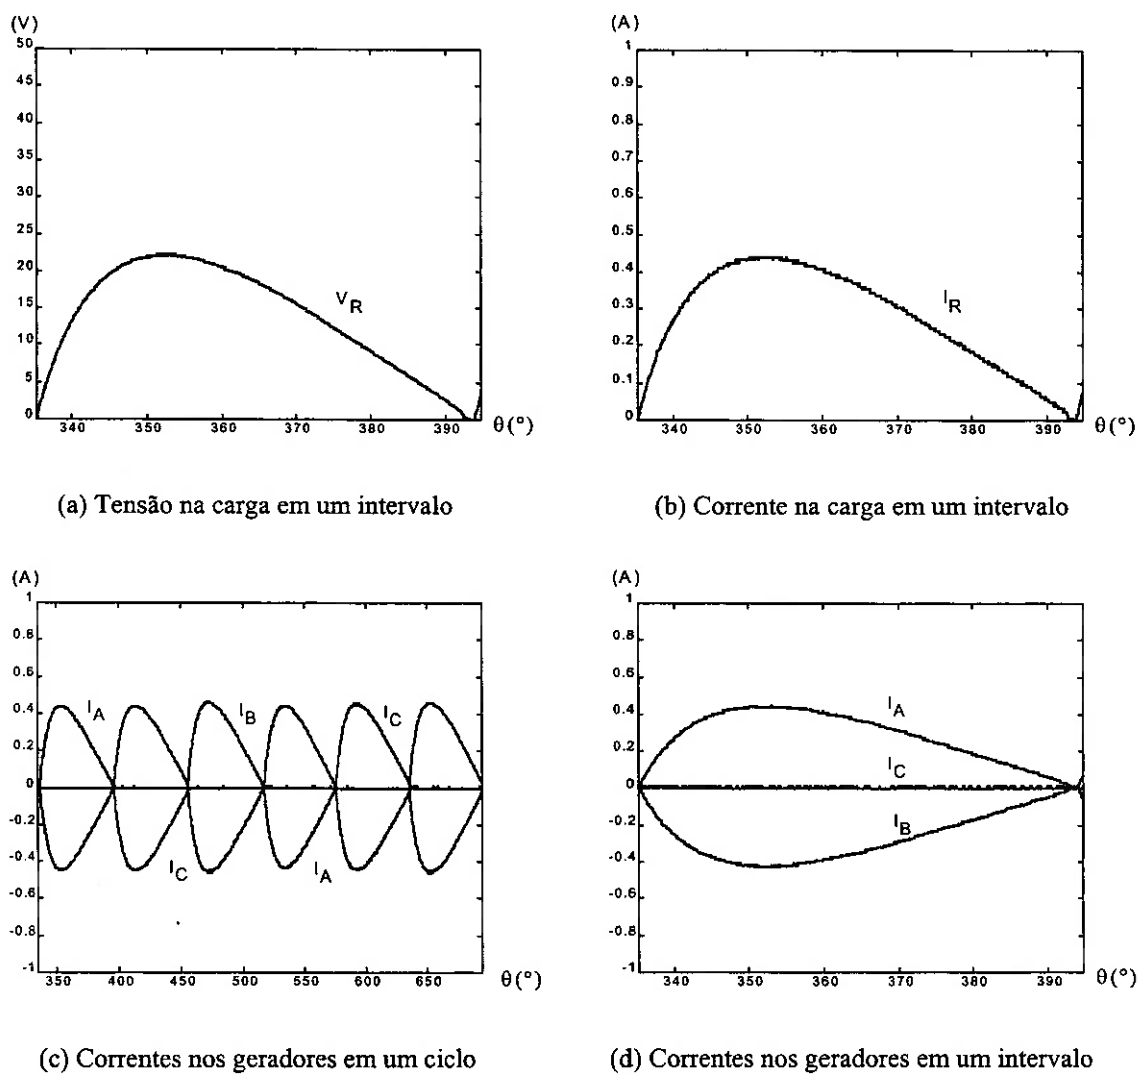 (V)
50
45
40
35
30
25
20
15
10
5
0
V_R
340 350 360 370 380 390 θ(°)
(a) Tensão na carga em um intervalo
(A)
1
0.9
0.8
0.7
0.6
0.5
0.4
0.3
0.2
0.1
0
I_R
340 350 360 370 380 390 θ(°)
(b) Corrente na carga em um intervalo
(A)
1
0.8
0.6
0.4
0.2
0
-0.2
-0.4
-0.6
-0.8
-1
I_A I_B I_C
I_C I_A
350 400 450 500 550 600 650 θ(°)
(c) Correntes nos geradores em um ciclo
(A)
1
0.8
0.6
0.4
0.2
0
-0.2
-0.4
-0.6
-0.8
-1
I_A
I_C
I_B
340 350 360 370 380 390 θ(°)
(d) Correntes nos geradores em um intervalo